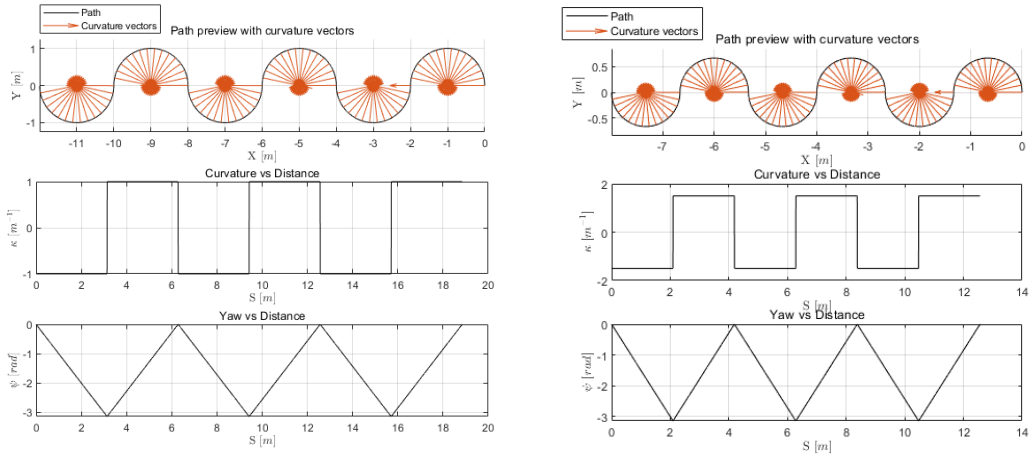 Path
Curvature vectors
Path preview with curvature vectors
Y [m]
1
0
-1
-11 -10 -9 -8 -7 -6 -5 -4 -3 -2 -1 0
X [m]
Curvature vs Distance
κ [m⁻¹]
1
0
-1
0 2 4 6 8 10 12 14 16 18 20
S [m]
Yaw vs Distance
ψ [rad]
0
-1
-2
-3
0 2 4 6 8 10 12 14 16 18 20
S [m]
Path
Curvature vectors
Path preview with curvature vectors
Y [m]
0.5
0
-0.5
-7 -6 -5 -4 -3 -2 -1 0
X [m]
Curvature vs Distance
κ [m⁻¹]
2
0
-2
0 2 4 6 8 10 12 14
S [m]
Yaw vs Distance
ψ [rad]
0
-1
-2
-3
0 2 4 6 8 10 12 14
S [m]